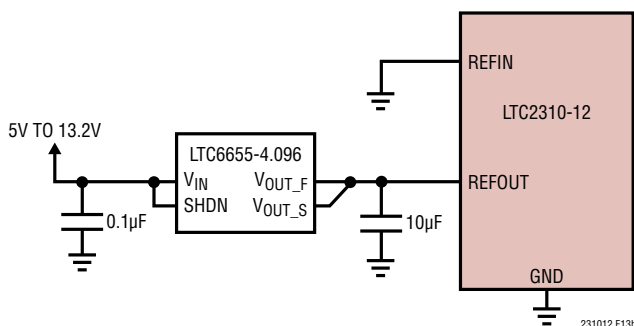 REFIN
LTC2310-12
5V TO 13.2V
LTC6655-4.096
VIN
VOUT_F
REFOUT
SHDN
VOUT_S
0.1µF
10µF
GND
231012 F13b